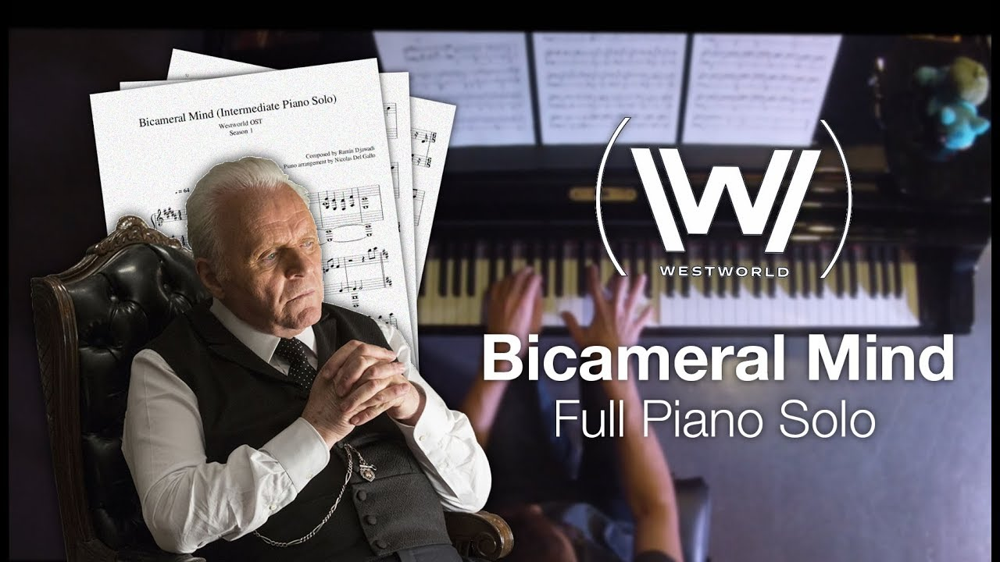 Bicameral Mind (Intermediate Piano Solo)
Westworld OST
Season 1
Composed by Ramin Djawadi
Piano arrangement by Nicolas Del Gallo
= 64
W
WESTWORLD
Bicameral Mind
Full Piano Solo